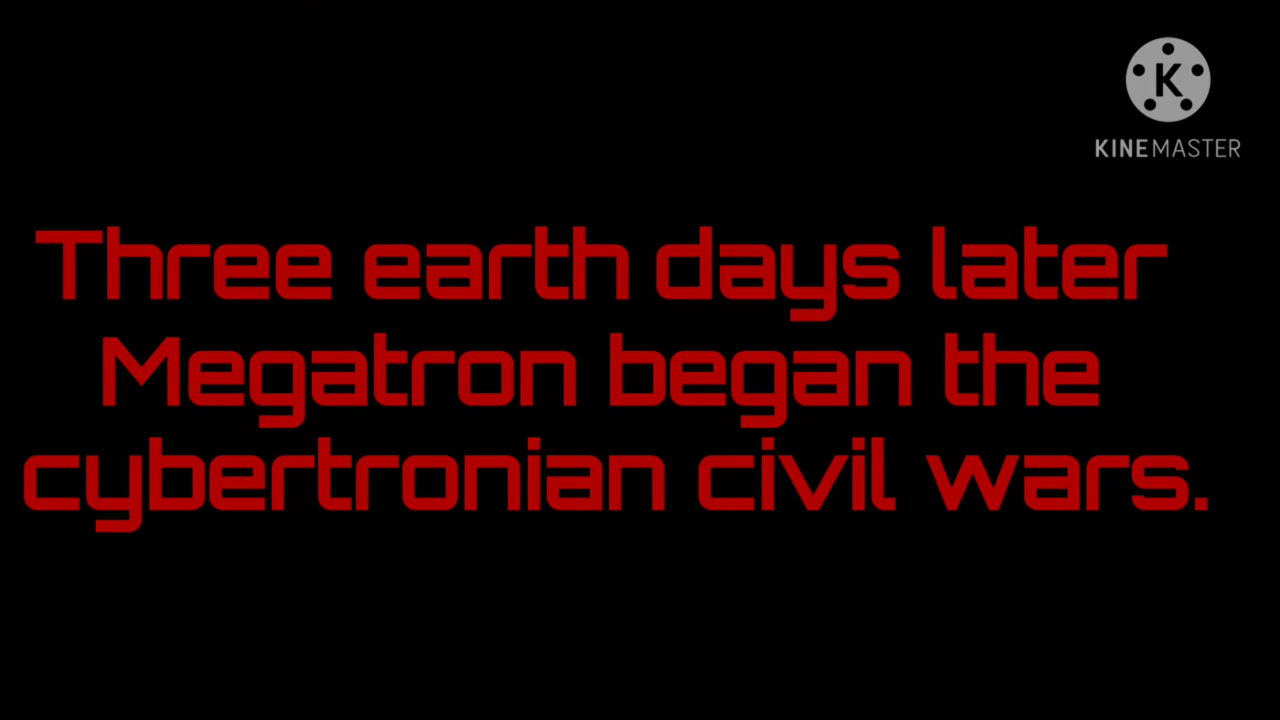 K
KINEMASTER
Three earth days later
Megatron began the
cybertronian civil wars.